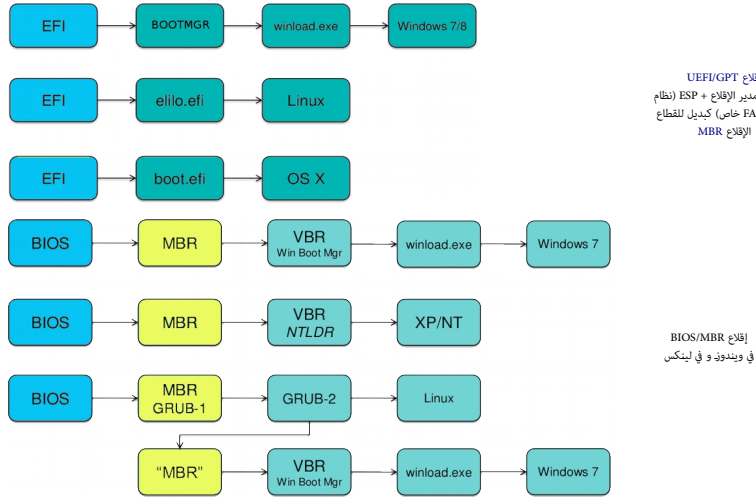 EFI BOOTMGR winload.exe Windows 7/8
إقلاع UEFI/GPT
مدير الإقلاع + ESP (نظام
خاص) كبديل للقطاع
الإقلاع MBR
EFI elilo.efi Linux
EFI boot.efi OS X
BIOS MBR VBR winload.exe Windows 7
Win Boot Mgr
BIOS MBR VBR XP/NT
NTLDR
إقلاع BIOS/MBR
في ويندوز و في لينكس
BIOS MBR GRUB-2 Linux
GRUB-1
“MBR” VBR winload.exe Windows 7
Win Boot Mgr